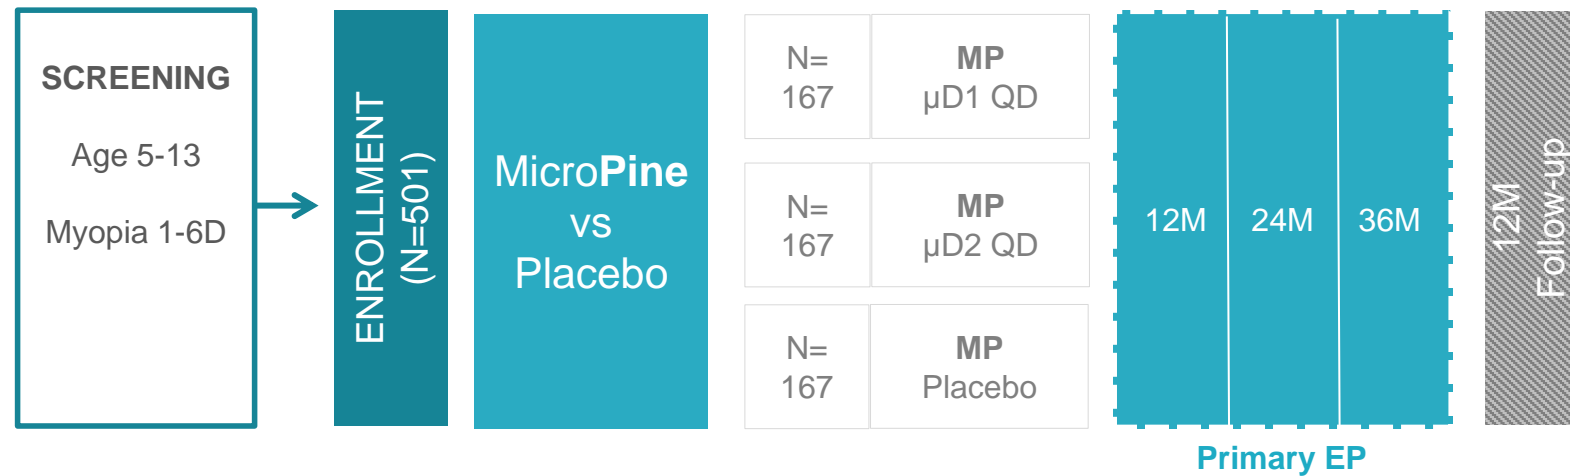 SCREENING
Age 5-13
Myopia 1-6D
ENROLLMENT
(N=501)
MicroPine
vs
Placebo
N=
167
MP
µD1 QD
N=
167
MP
µD2 QD
N=
167
MP
Placebo
12M
24M
36M
Primary EP
12M
Follow-up